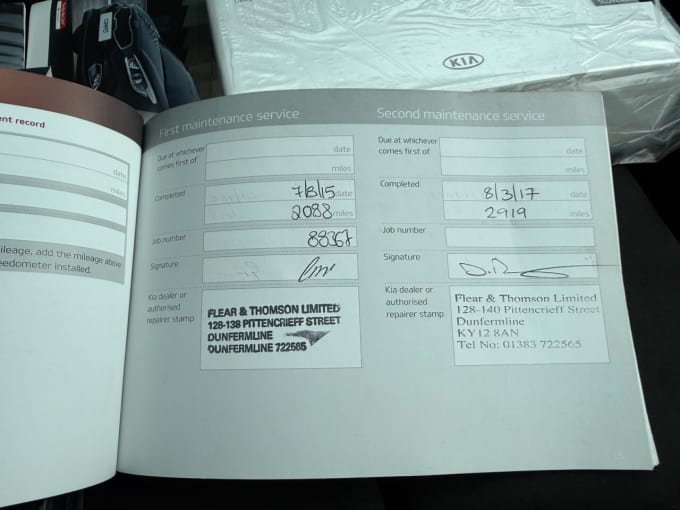 KIA
ent record
date
miles
ileage, add the mileage above
eedometer installed.
First maintenance service
Due at whichever
comes first of
date
miles
Completed
7/8/15 date
2088 miles
Job number
88367
Signature
Kia dealer or
authorised
repairer stamp
FLEAR & THOMSON LIMITED
128-138 PITTENCRIEFF STREET
DUNFERMLINE
DUNFERMLINE 722565
Second maintenance service
Due at whichever
comes first of
date
miles
Completed
8/3/17 date
2919 miles
Job number
Signature
Kia dealer or
authorised
repairer stamp
Flear & Thomson Limited
128-140 Pittencrieff Street
Dunfermline
KY12 8AN
Tel No: 01383 722565